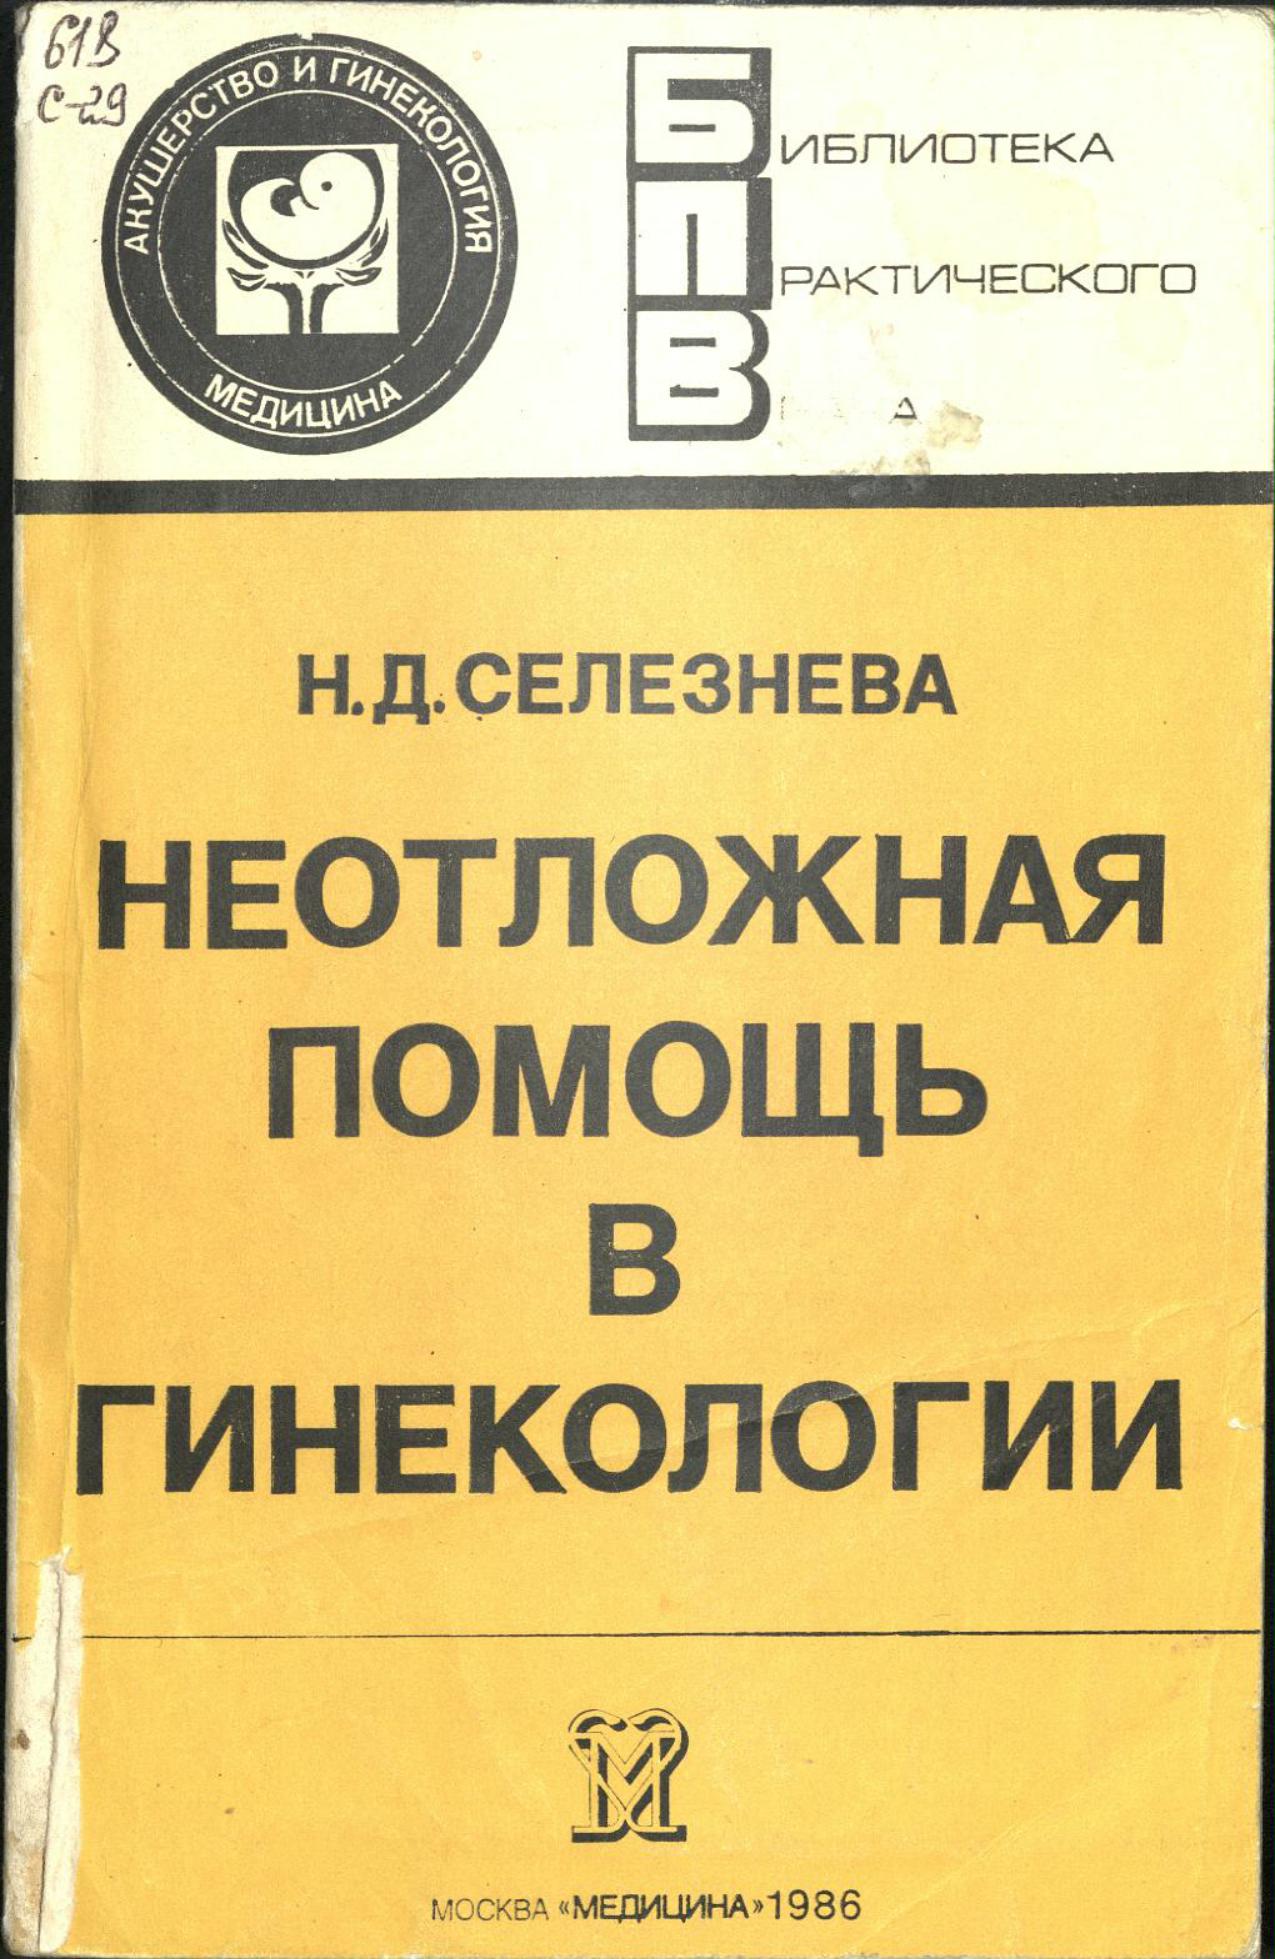 61В
С-29
АКУШЕРСТВО И ГИНЕКОЛОГИЯ
МЕДИЦИНА
БИБЛИОТЕКА
ПРАКТИЧЕСКОГО
В
Н.Д.СЕЛЕЗНЕВА
НЕОТЛОЖНАЯ
ПОМОЩЬ
В
ГИНЕКОЛОГИИ
МОСКВА «МЕДИЦИНА» 1986